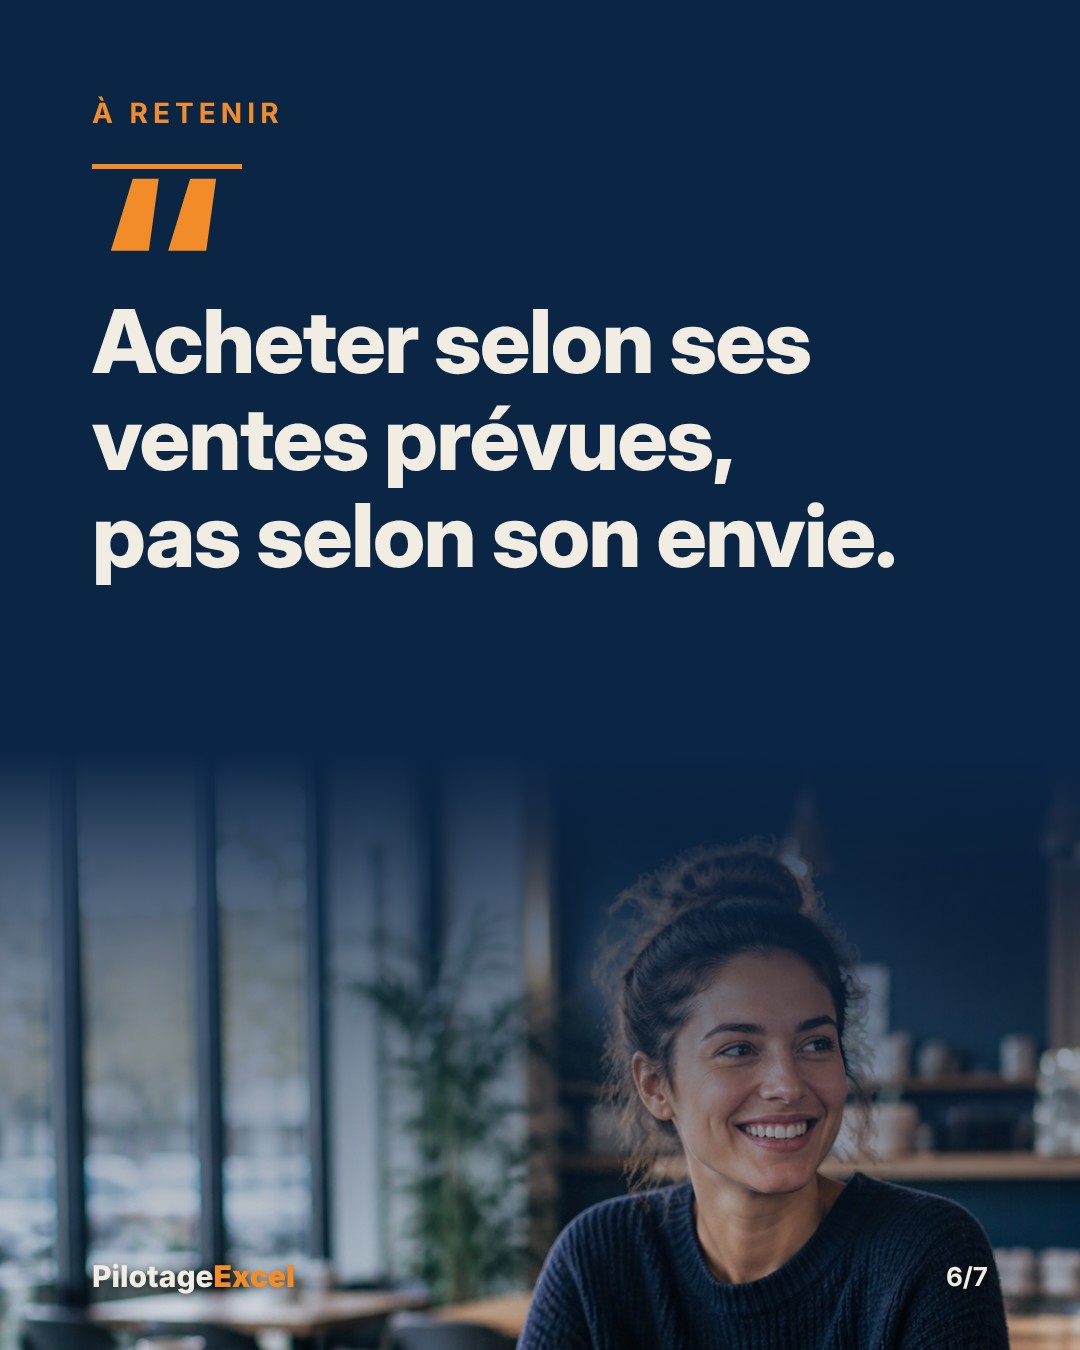 À RETENIR
"
Acheter selon ses
ventes prévues,
pas selon son envie.
PilotageExcel
6/7